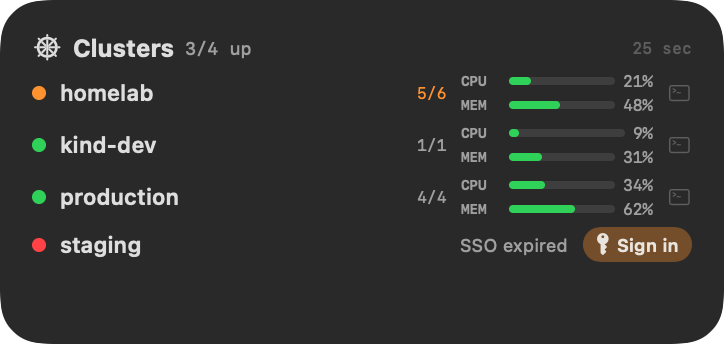 Clusters 3/4 up 25 sec
homelab 5/6 CPU 21%
MEM 48%
kind-dev 1/1 CPU 9%
MEM 31%
production 4/4 CPU 34%
MEM 62%
staging SSO expired Sign in